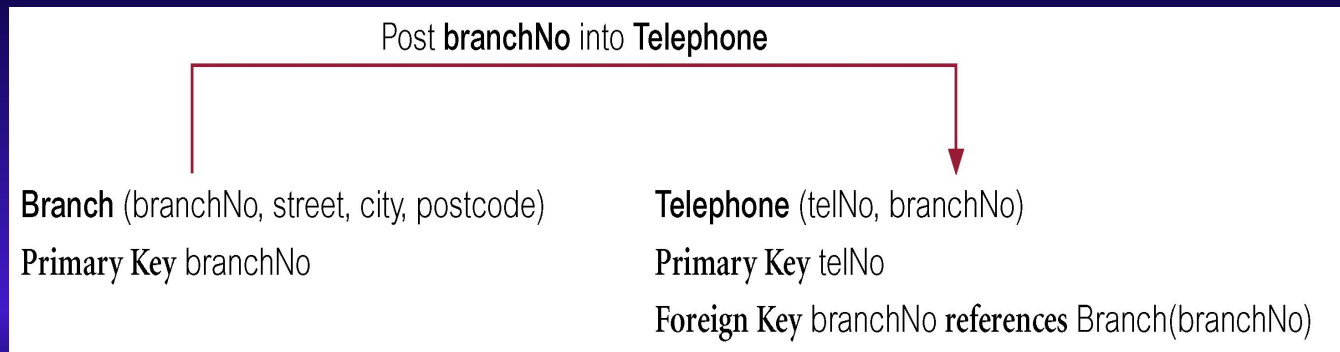 Post branchNo into Telephone
Branch (branchNo, street, city, postcode)
Primary Key branchNo
Telephone (telNo, branchNo)
Primary Key telNo
Foreign Key branchNo references Branch(branchNo)